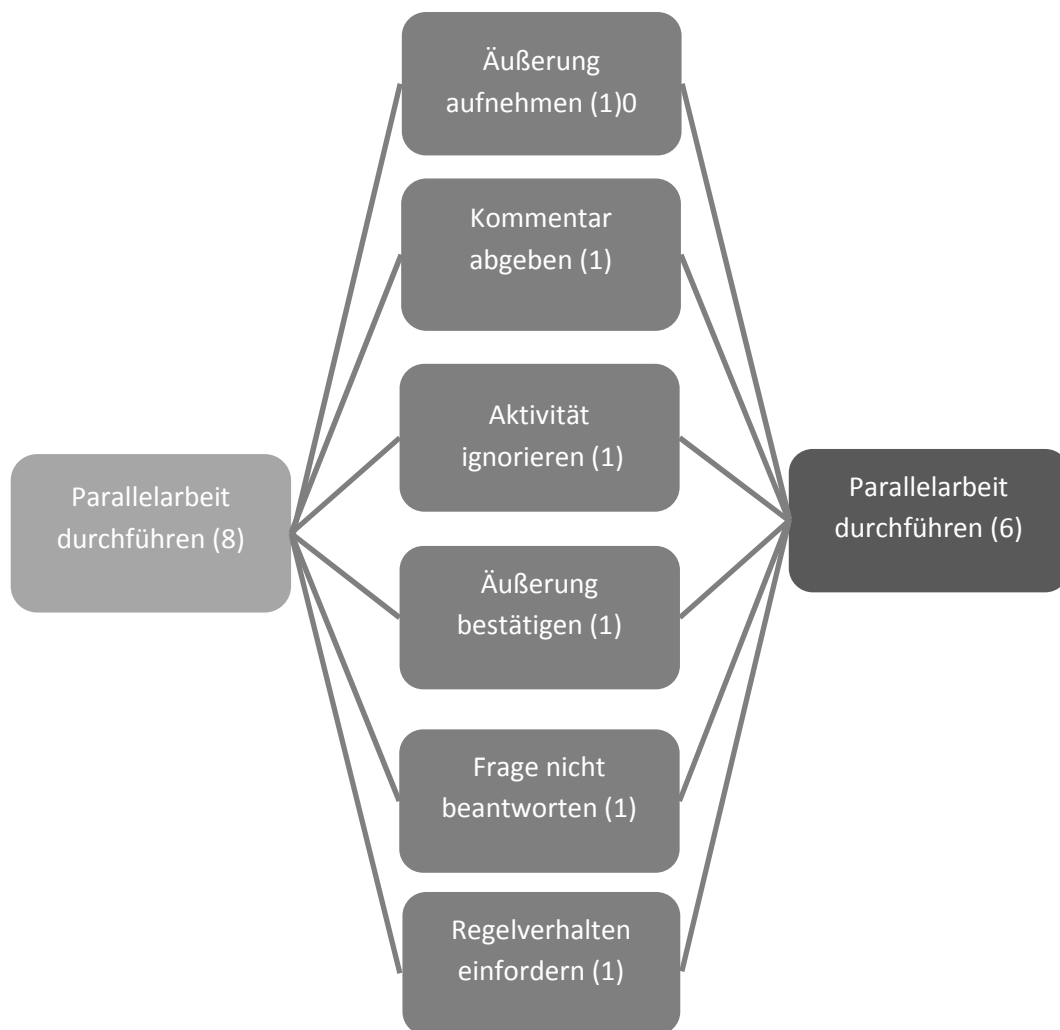 Äußerung
aufnehmen (1)0
Kommentar
abgeben (1)
Aktivität
ignorieren (1)
Parallelarbeit
durchführen (8)
Parallelarbeit
durchführen (6)
Äußerung
bestätigen (1)
Frage nicht
beantworten (1)
Regelverhalten
einfordern (1)